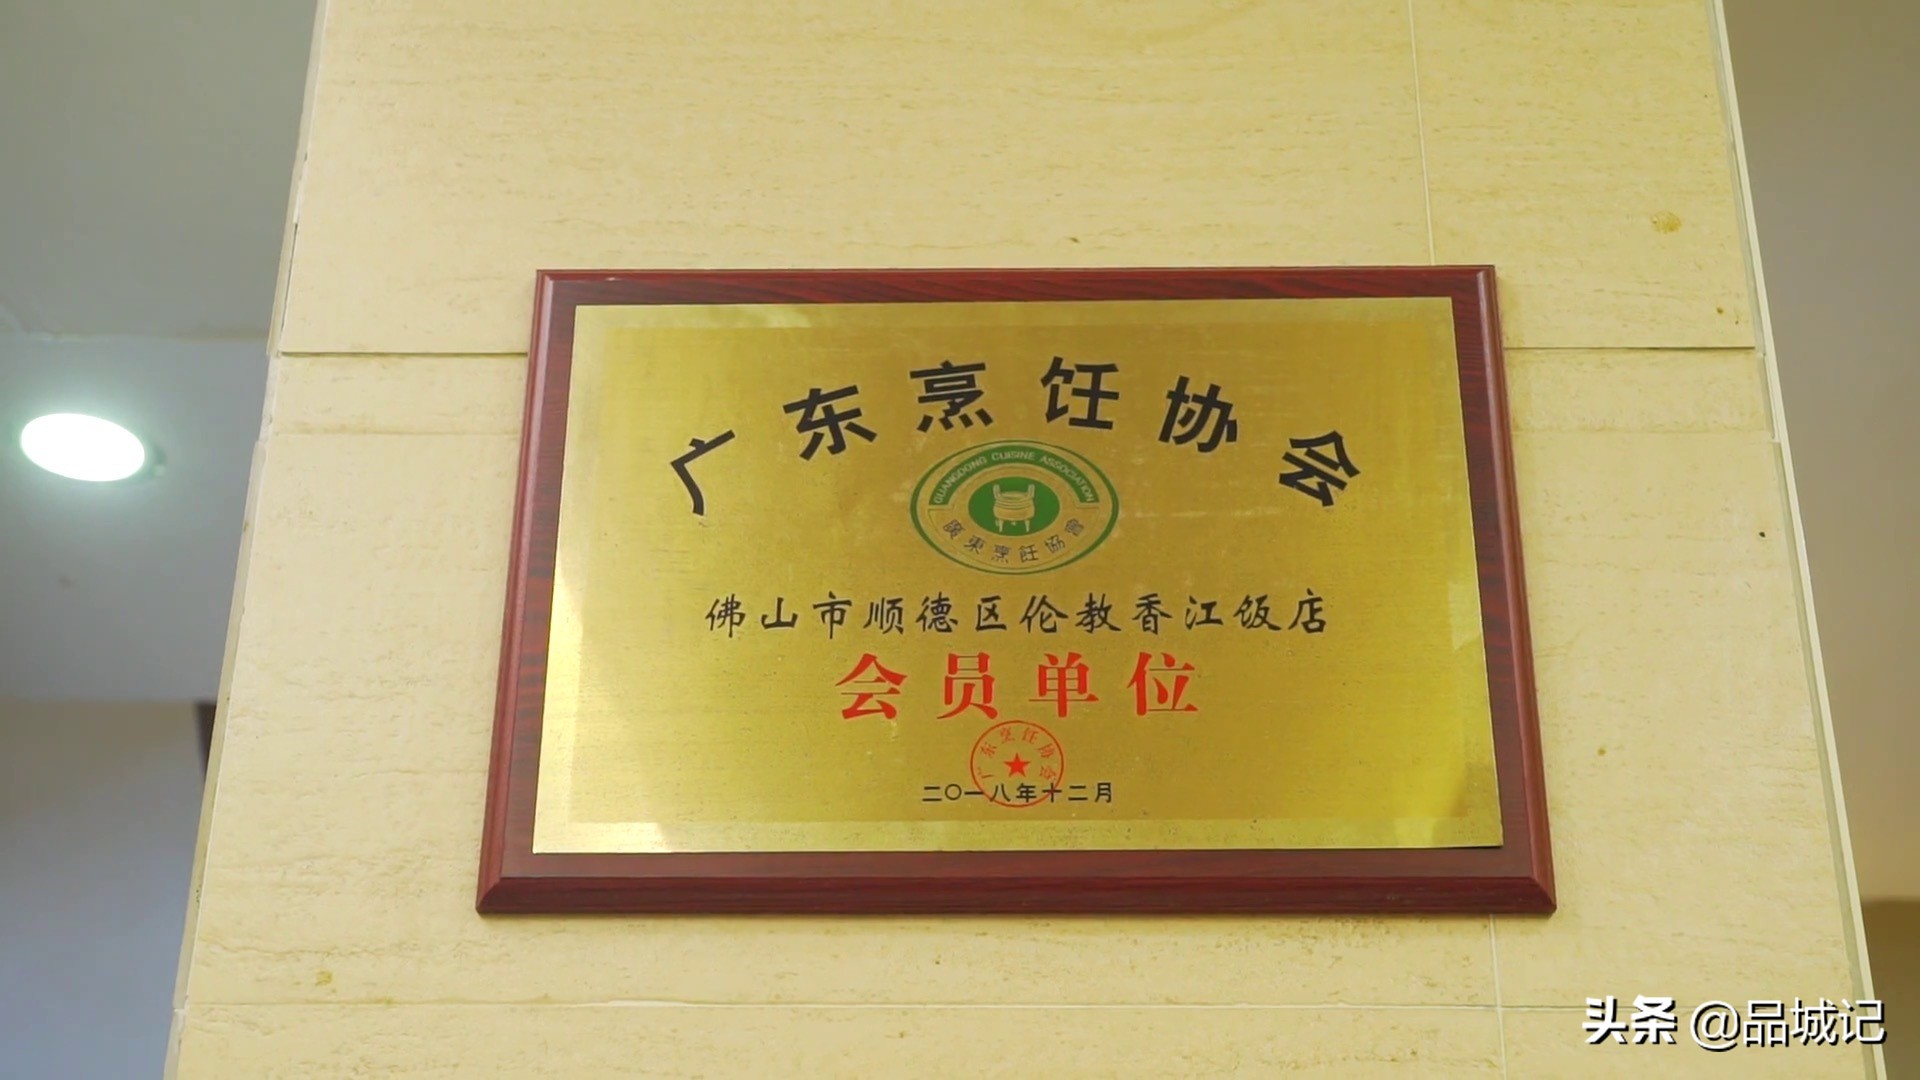 广东烹饪协会
GUANGDONG CUISINE ASSOCIATION
廣東烹飪協會
佛山市顺德区伦教香江饭店
会员单位
广东烹饪协会
二〇一八年十二月
头条 @品城记